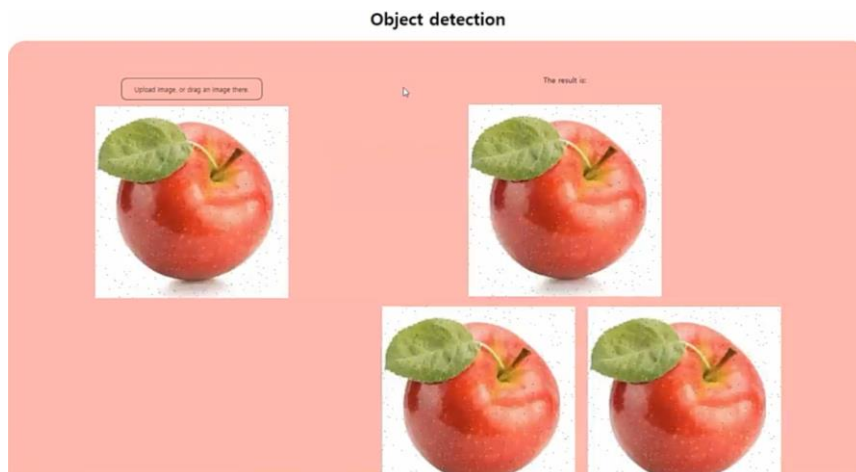 Object detection
Upload image, or drag an image there.
The result is: